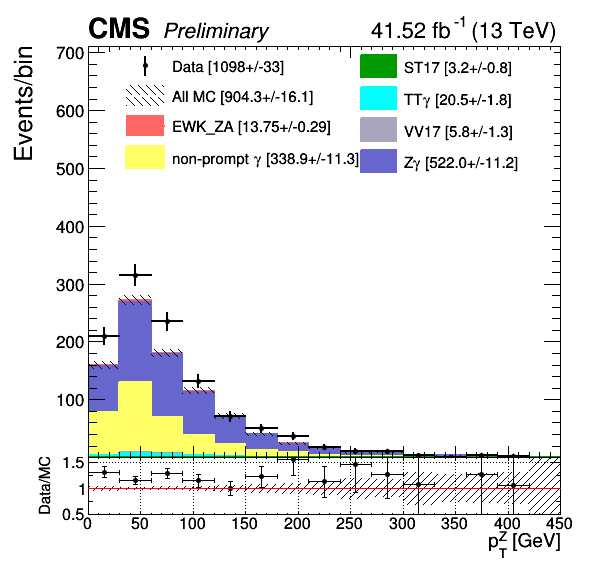 CMS Preliminary 41.52 fb⁻¹ (13 TeV)
Events/bin
700
600
500
400
300
200
100
Data [1098+/-33]
All MC [904.3+/-16.1]
EWK_ZA [13.75+/-0.29]
non-prompt γ [338.9+/-11.3]
ST17 [3.2+/-0.8]
TTγ [20.5+/-1.8]
VV17 [5.8+/-1.3]
Zγ [522.0+/-11.2]
Data/MC
1.5
1
0.5
0 50 100 150 200 250 300 350 400 450
p_T^Z [GeV]